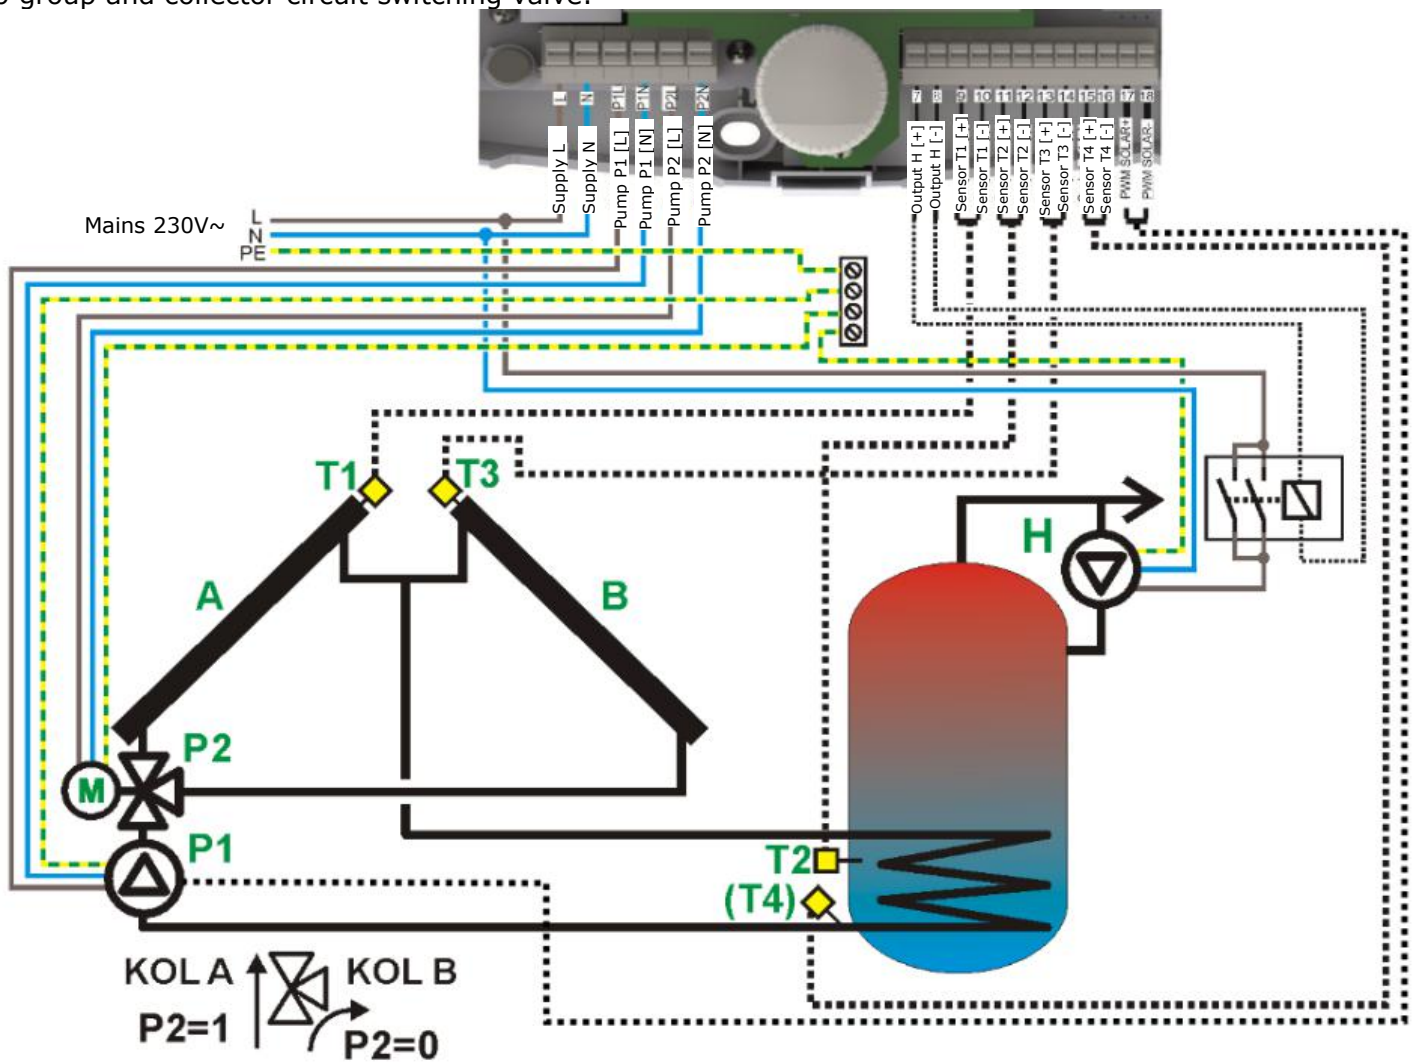 group and collector circuit switching valve.
L
N
P1L
P1N
P2L
P2N
7
8
9
10
11
12
13
14
15
16
17
18
Supply L
Supply N
Pump P1 [L]
Pump P1 [N]
Pump P2 [L]
Pump P2 [N]
Output H [+]
Output H [-]
Sensor T1 [+]
Sensor T1 [-]
Sensor T2 [+]
Sensor T2 [-]
Sensor T3 [+]
Sensor T3 [-]
Sensor T4 [+]
Sensor T4 [-]
PWM SOLAR+
PWM SOLAR-
Mains 230V~
L
N
PE
T1
T3
H
A
B
P2
M
P1
T2
(T4)
KOL A
KOL B
P2=1
P2=0